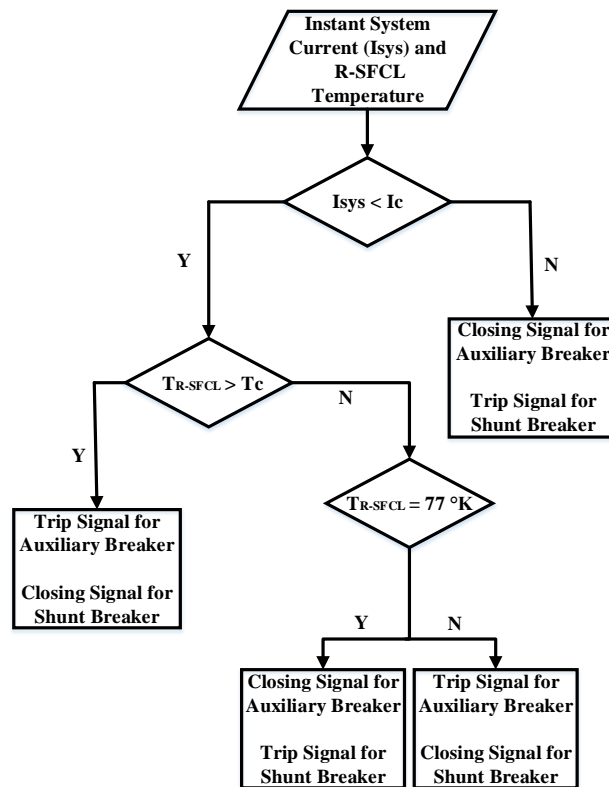 Instant System
Current (Isys) and
R-SFCL
Temperature
Isys < Ic
Y
N
Closing Signal for
Auxiliary Breaker
Trip Signal for
Shunt Breaker
TR-SFCL > Tc
N
Y
TR-SFCL = 77 °K
Trip Signal for
Auxiliary Breaker
Closing Signal for
Shunt Breaker
Y
N
Closing Signal for
Auxiliary Breaker
Trip Signal for
Shunt Breaker
Trip Signal for
Auxiliary Breaker
Closing Signal for
Shunt Breaker